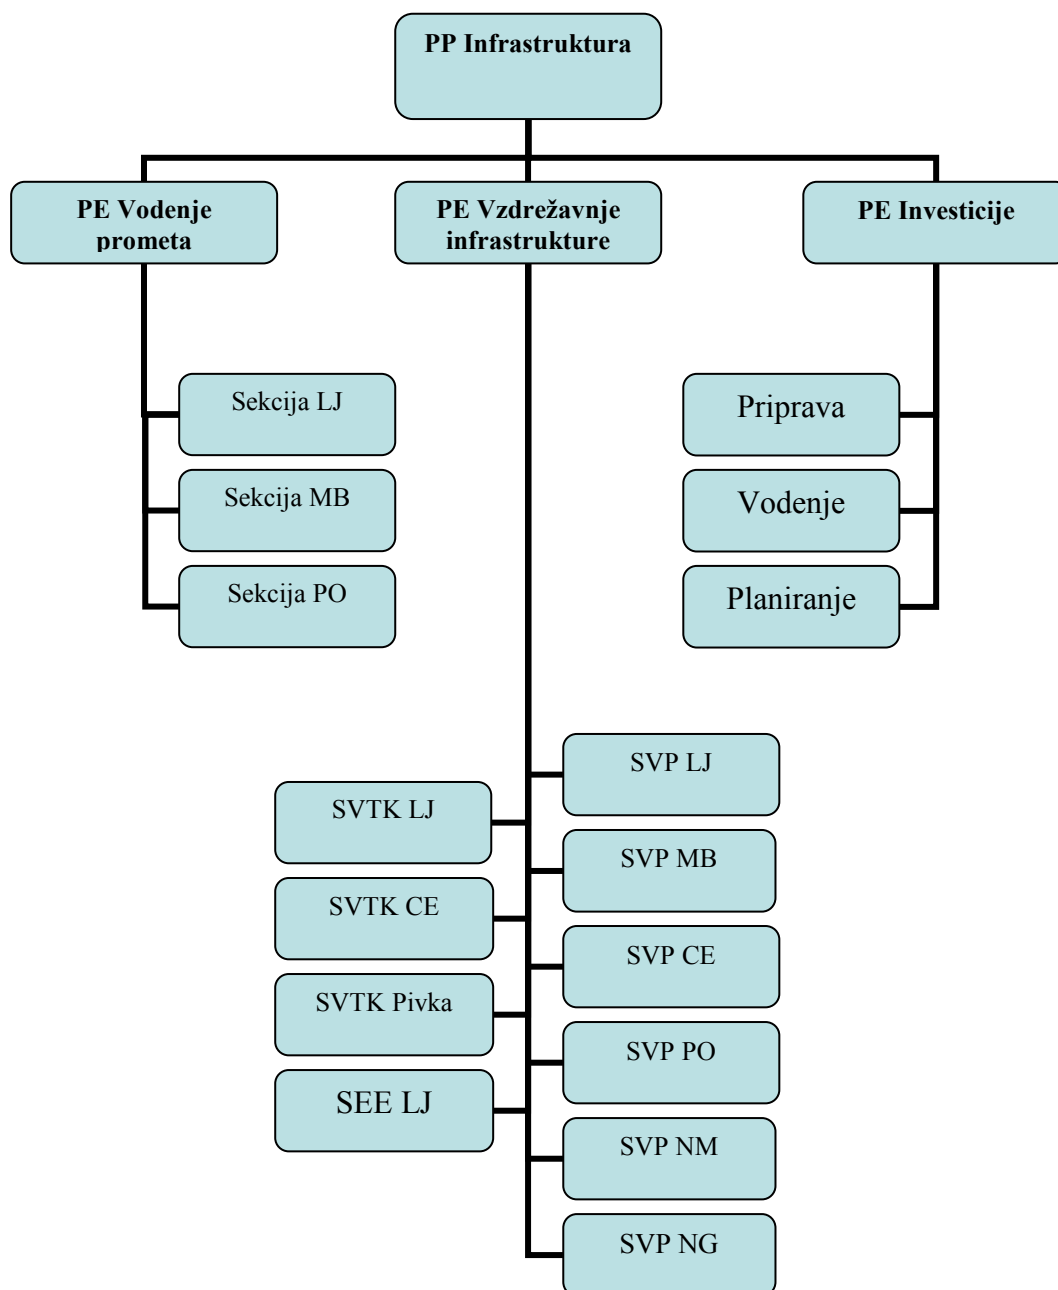 PP Infrastruktura
PE Vodenje
prometa
PE Vzdrežavnje
infrastrukture
PE Investicije
Sekcija LJ
Sekcija MB
Sekcija PO
Priprava
Vodenje
Planiranje
SVTK LJ
SVTK CE
SVTK Pivka
SEE LJ
SVP LJ
SVP MB
SVP CE
SVP PO
SVP NM
SVP NG